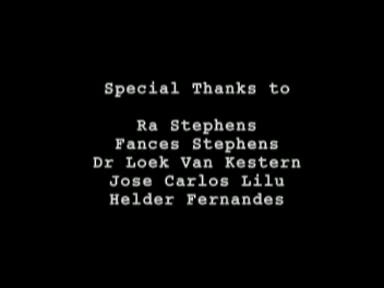 Special Thanks to
Ra Stephens
Fances Stephens
Dr Loek Van Kestern
Jose Carlos Lilu
Helder Fernandes